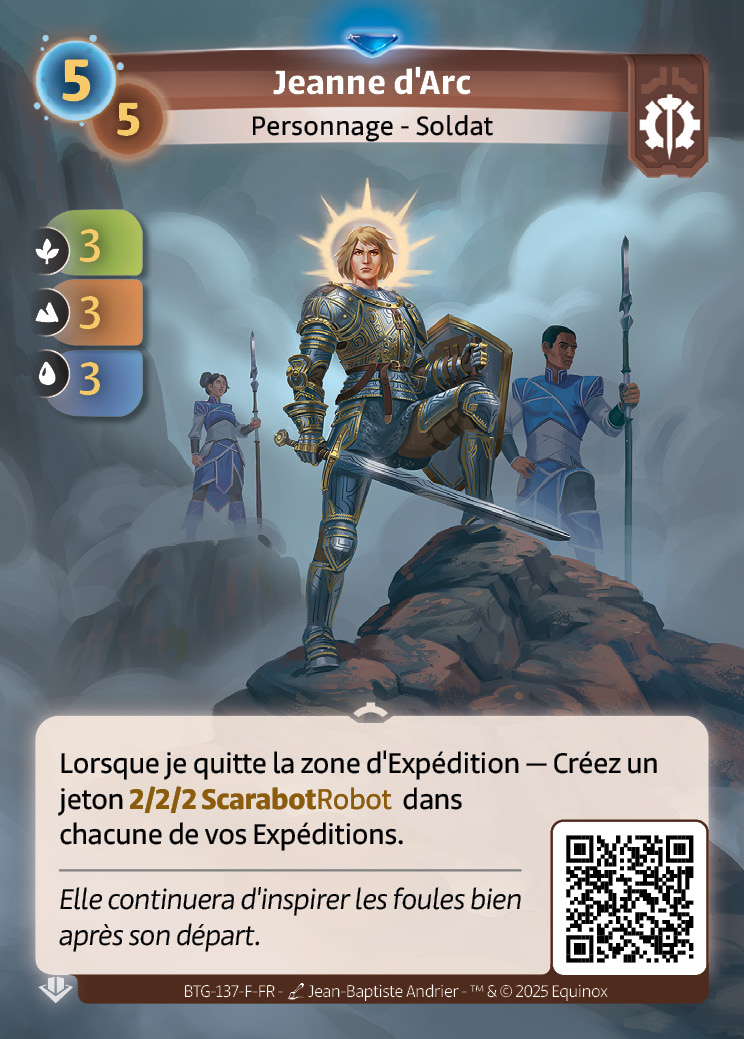 5
Jeanne d'Arc
5
Personnage - Soldat
3
3
3
Lorsque je quitte la zone d'Expédition — Créez un
jeton 2/2/2 ScarabotRobot dans
chacune de vos Expéditions.
Elle continuera d'inspirer les foules bien
après son départ.
BTG-137-F-FR - Jean-Baptiste Andrier - ™ & © 2025 Equinox